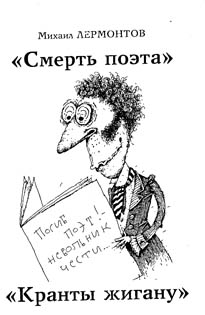 Михаил ЛЕРМОНТОВ
«Смерть поэта»
ПОГИБ
ПОЭТ!-
НЕВОЛЬНИК
ЧЕСТИ...
«Кранты жигану»